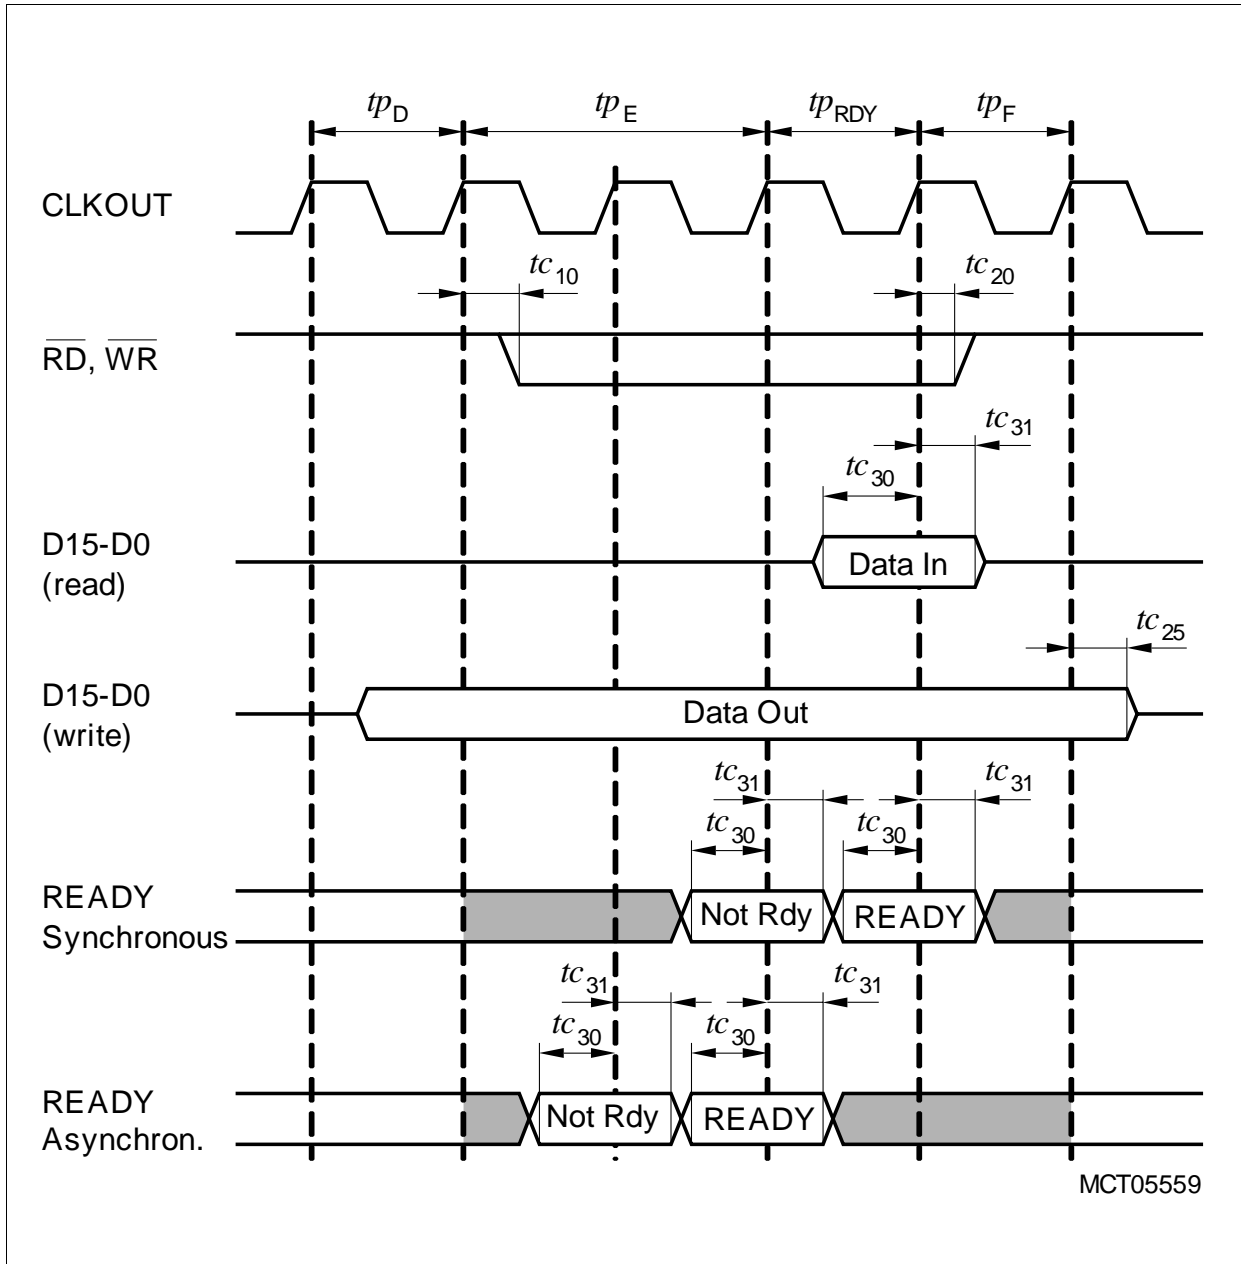 tpD tpE tpRDY tpF
CLKOUT
tc10 tc20
RD, WR
tc31
tc30
D15-D0
(read)
Data In
tc25
D15-D0
(write)
Data Out
tc31 tc31
tc30 tc30
READY
Synchronous
Not Rdy READY
tc31 tc31
tc30 tc30
READY
Asynchron.
Not Rdy READY
MCT05559